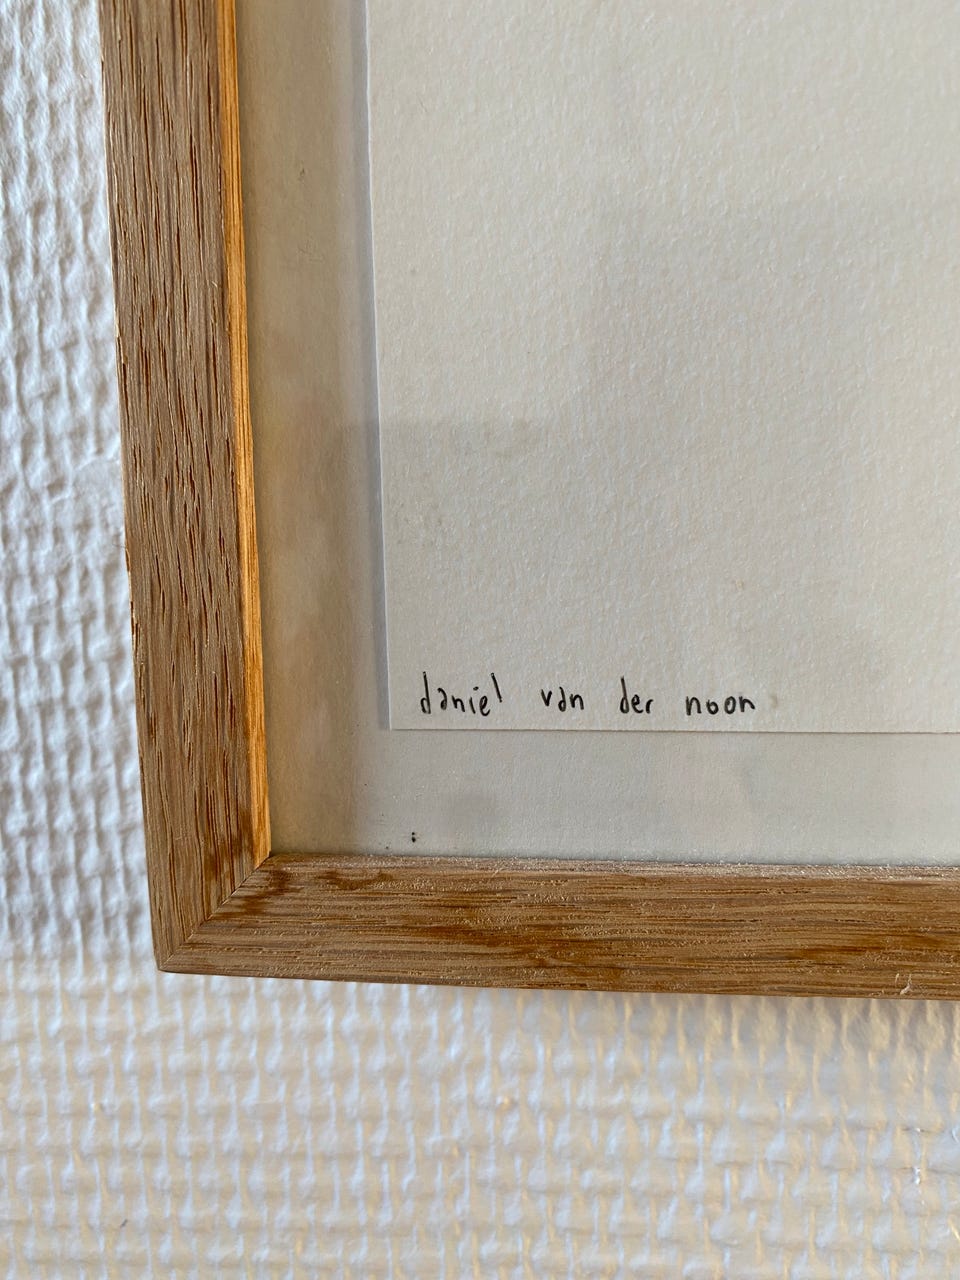 daniel van der noon